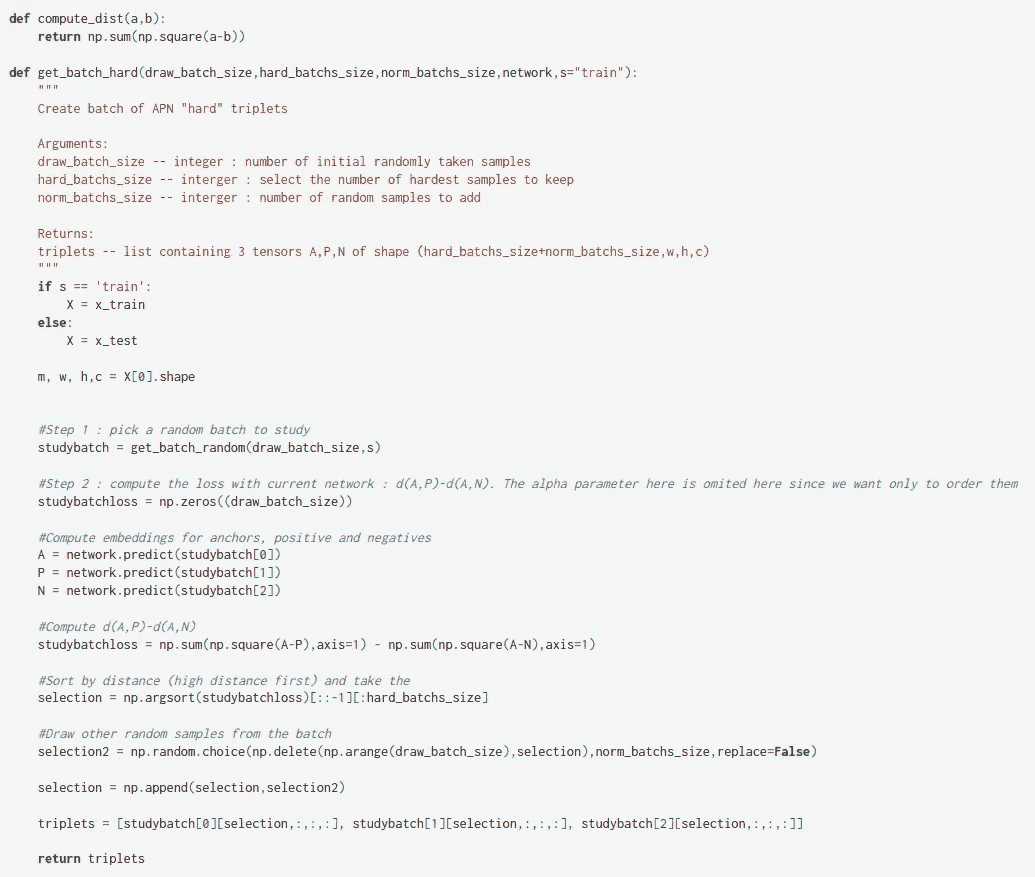 def compute_dist(a,b):
    return np.sum(np.square(a-b))

def get_batch_hard(draw_batch_size,hard_batchs_size,norm_batchs_size,network,s="train"):
    """
    Create batch of APN "hard" triplets

    Arguments:
    draw_batch_size -- integer : number of initial randomly taken samples
    hard_batchs_size -- interger : select the number of hardest samples to keep
    norm_batchs_size -- interger : number of random samples to add

    Returns:
    triplets -- list containing 3 tensors A,P,N of shape (hard_batchs_size+norm_batchs_size,w,h,c)
    """
    if s == 'train':
        X = x_train
    else:
        X = x_test

    m, w, h,c = X[0].shape


    #Step 1 : pick a random batch to study
    studybatch = get_batch_random(draw_batch_size,s)

    #Step 2 : compute the loss with current network : d(A,P)-d(A,N). The alpha parameter here is omited here since we want only to order them
    studybatchloss = np.zeros((draw_batch_size))

    #Compute embeddings for anchors, positive and negatives
    A = network.predict(studybatch[0])
    P = network.predict(studybatch[1])
    N = network.predict(studybatch[2])

    #Compute d(A,P)-d(A,N)
    studybatchloss = np.sum(np.square(A-P),axis=1) - np.sum(np.square(A-N),axis=1)

    #Sort by distance (high distance first) and take the
    selection = np.argsort(studybatchloss)[::-1][:hard_batchs_size]

    #Draw other random samples from the batch
    selection2 = np.random.choice(np.delete(np.arange(draw_batch_size),selection),norm_batchs_size,replace=False)

    selection = np.append(selection,selection2)

    triplets = [studybatch[0][selection,:,:,:], studybatch[1][selection,:,:,:], studybatch[2][selection,:,:,:]]

    return triplets